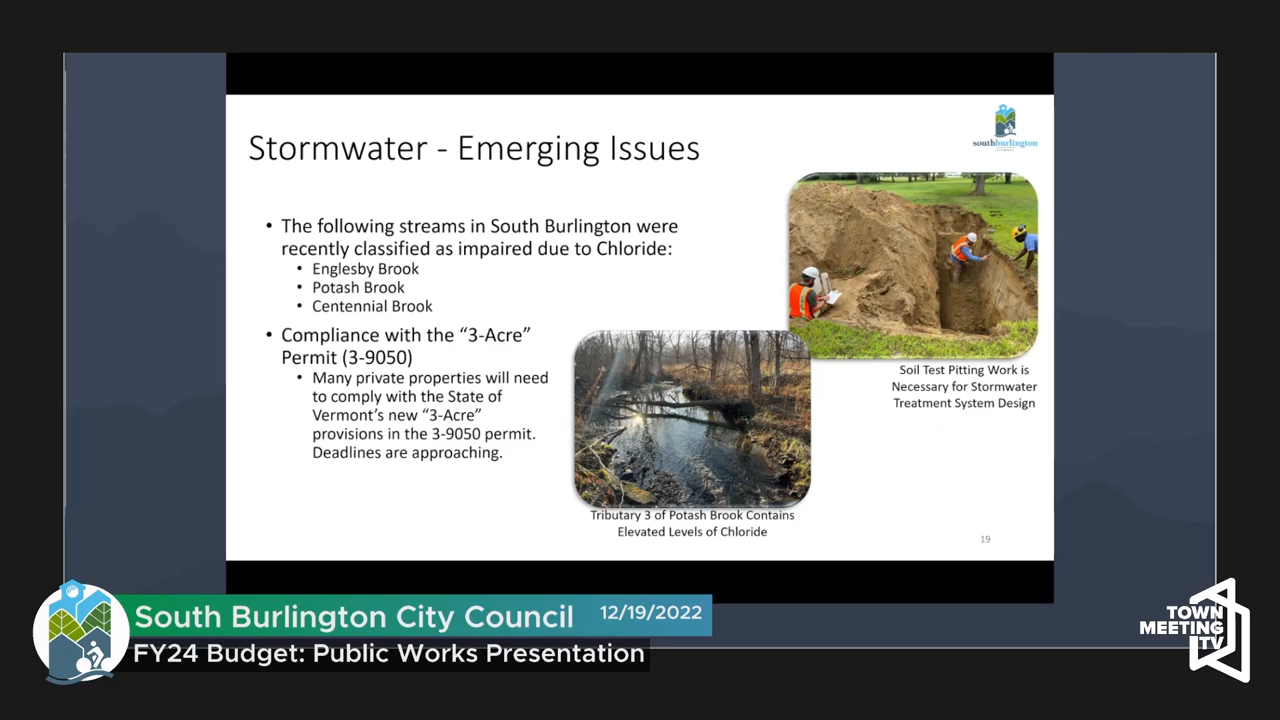 Stormwater - Emerging Issues
southburlington
• The following streams in South Burlington were
recently classified as impaired due to Chloride:
• Englesby Brook
• Potash Brook
• Centennial Brook
• Compliance with the “3-Acre”
Permit (3-9050)
• Many private properties will need
to comply with the State of
Vermont’s new “3-Acre”
provisions in the 3-9050 permit.
Deadlines are approaching.
Soil Test Pitting Work is
Necessary for Stormwater
Treatment System Design
Tributary 3 of Potash Brook Contains
Elevated Levels of Chloride
19
South Burlington City Council 12/19/2022
FY24 Budget: Public Works Presentation
TOWN
MEETING
TV